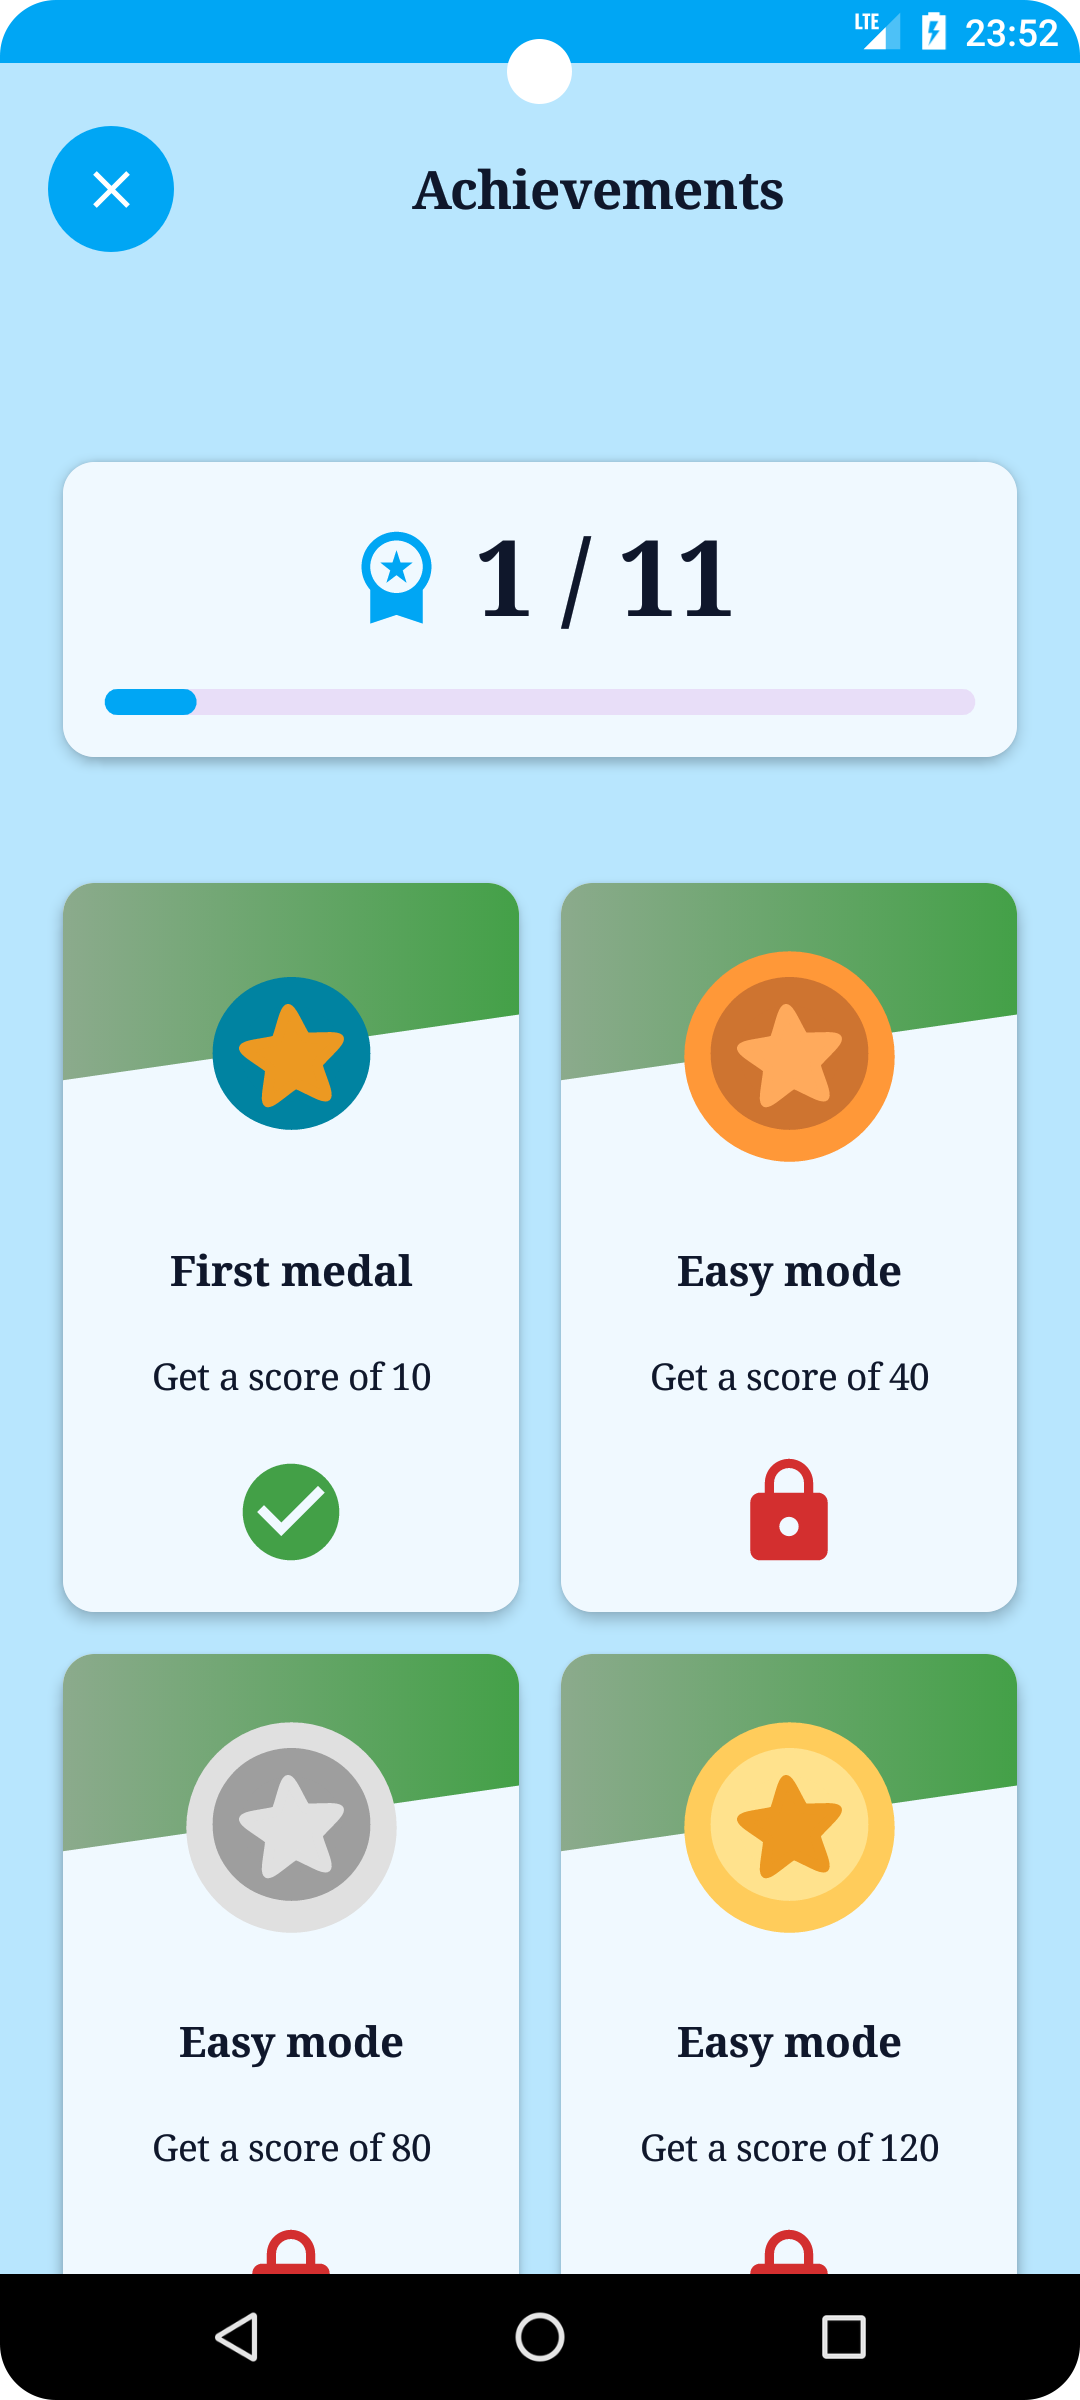 LTE 23:52
Achievements
1 / 11
First medal
Get a score of 10
Easy mode
Get a score of 40
Easy mode
Get a score of 80
Easy mode
Get a score of 120